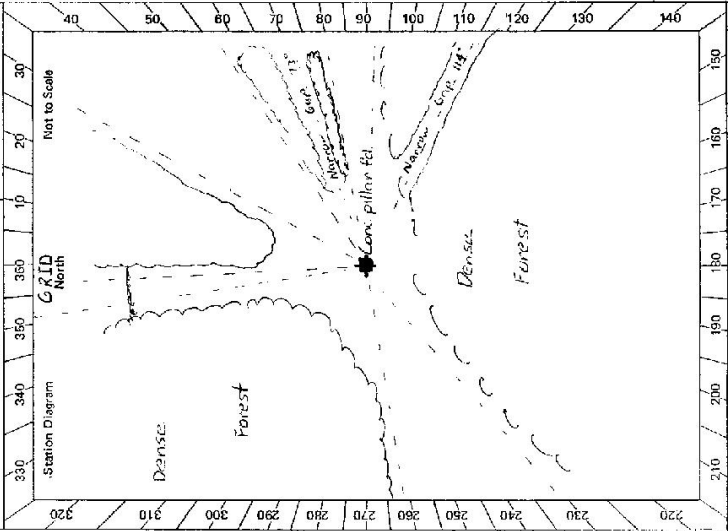 330 340 350 360 10 20 30
Station Diagram
GRID
North
Not to Scale
40 50 60 70 80 90 100 110 120 130 140
320 310 300 290 280 270 260 250 240 230 220
Dense
Forest
Narrow Gap 73°
Conc pillar fd.
Narrow Gap 114°
Dense
Forest
210 200 190 180 170 160 150